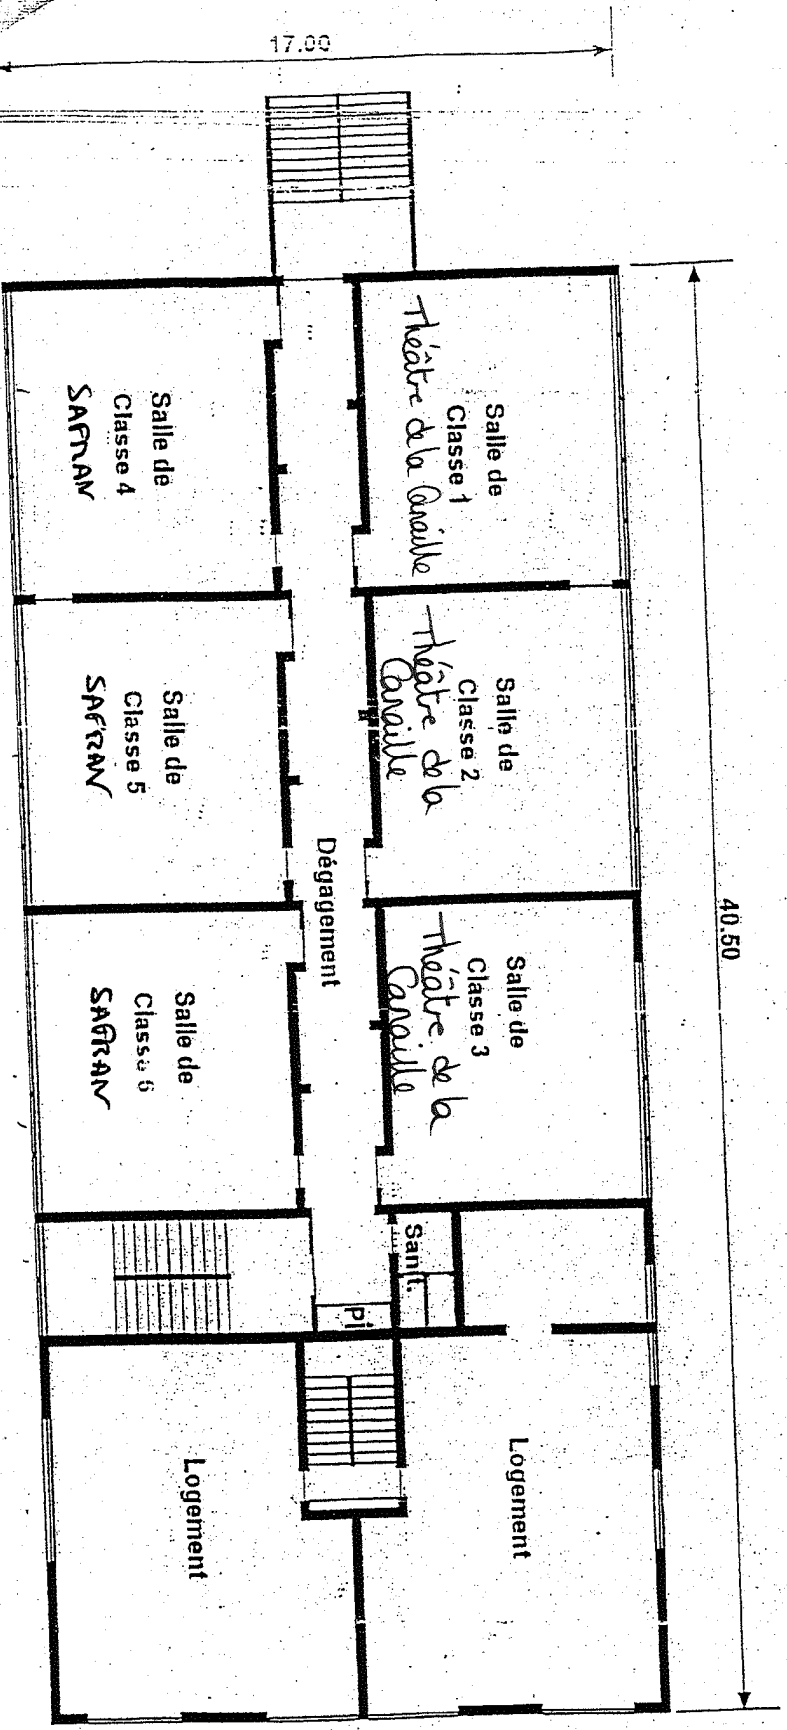 17.00
40.50
Salle de
Classe 1
Théâtre de la Canaille
Salle de
Classe 2
Théâtre de la
Canaille
Salle de
Classe 3
Théâtre de la
Canaille
Dégagement
Salle de
Classe 4
SAFRAN
Salle de
Classe 5
SAFRAN
Salle de
Classe 6
SAFRAN
Sanit.
Pl
Logement
Logement